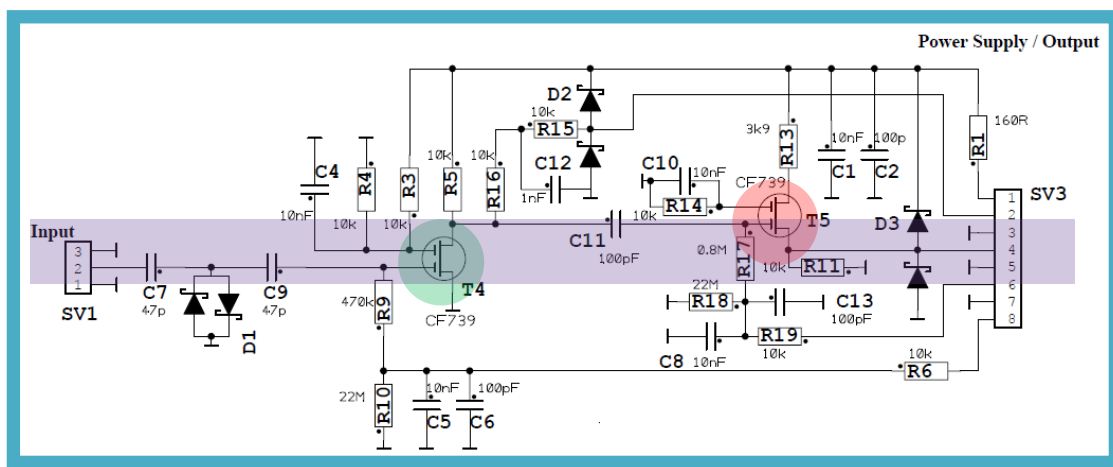 Power Supply / Output
D2
10k
R15
C12
1nF
C4
10nF
R4
10k
R3
10k
10k
R5
10k
R16
C10
10nF
R14
10k
3k9
R13
CF739
T5
10nF
C1
100p
C2
R1
160R
SV3
1
2
3
4
5
6
7
8
D3
Input
3
2
1
SV1
C7
47p
D1
C9
47p
T4
CF739
C11
100pF
0.8M
R17
10k
R11
22M
R18
C13
100pF
C8
10nF
R19
10k
10k
R6
470k
R9
22M
R10
10nF
C5
100pF
C6